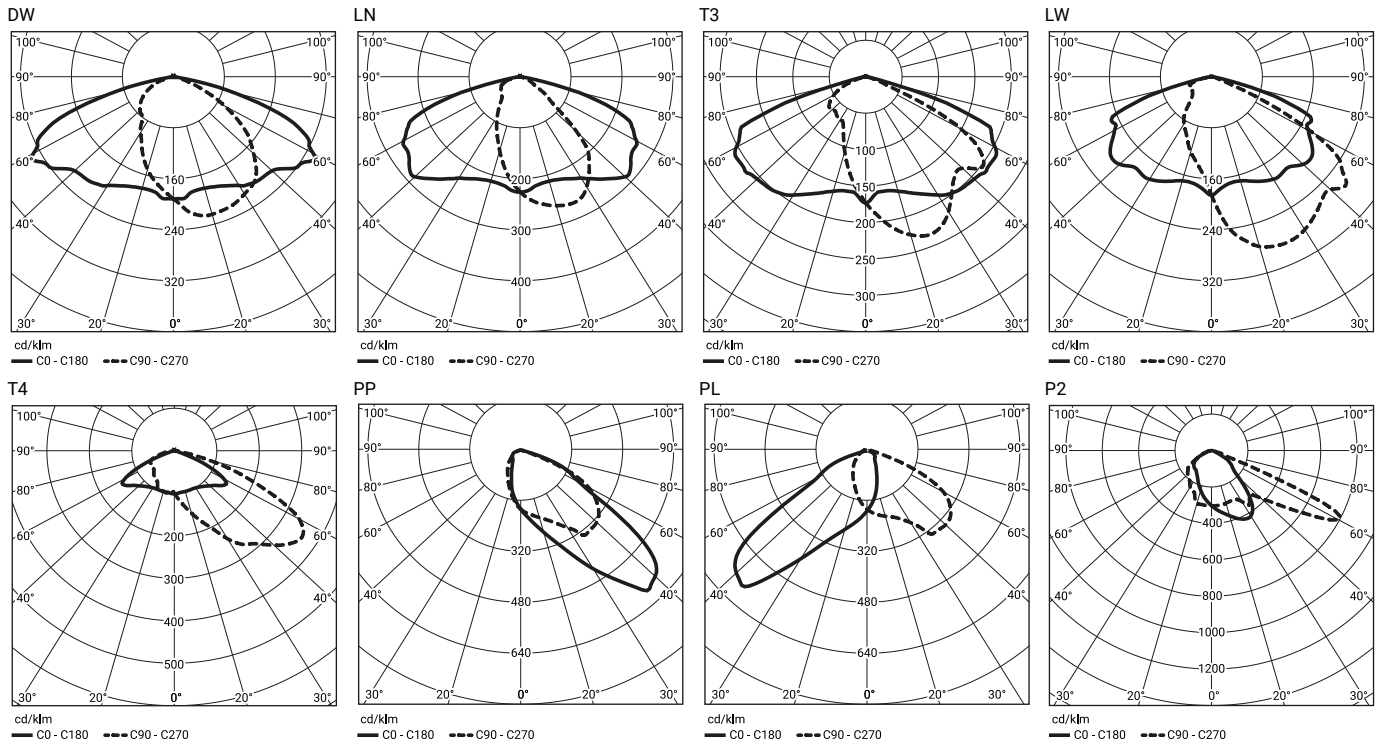 DW
100° 100°
90° 90°
80° 80°
60° 60°
160
40° 240 40°
320
30° 20° 0° 20° 30°
cd/klm
C0 - C180 C90 - C270
LN
100° 100°
90° 90°
80° 80°
60° 60°
200
40° 300 40°
400
30° 20° 0° 20° 30°
cd/klm
C0 - C180 C90 - C270
T3
100° 100°
90° 90°
80° 80°
100
60° 60°
150
200
40° 40°
250
300
30° 20° 0° 20° 30°
cd/klm
C0 - C180 C90 - C270
LW
100° 100°
90° 90°
80° 80°
60° 60°
160
40° 240 40°
320
30° 20° 0° 20° 30°
cd/klm
C0 - C180 C90 - C270
T4
100° 100°
90° 90°
80° 80°
60° 200 60°
300
40° 40°
400
500
30° 20° 0° 20° 30°
cd/klm
C0 - C180 C90 - C270
PP
100° 100°
90° 90°
80° 80°
60° 60°
320
40° 480 40°
640
30° 20° 0° 20° 30°
cd/klm
C0 - C180 C90 - C270
PL
100° 100°
90° 90°
80° 80°
60° 60°
320
40° 480 40°
640
30° 20° 0° 20° 30°
cd/klm
C0 - C180 C90 - C270
P2
100° 100°
90° 90°
80° 80°
400
60° 60°
600
40° 800 40°
1000
1200
30° 20° 0° 20° 30°
cd/klm
C0 - C180 C90 - C270